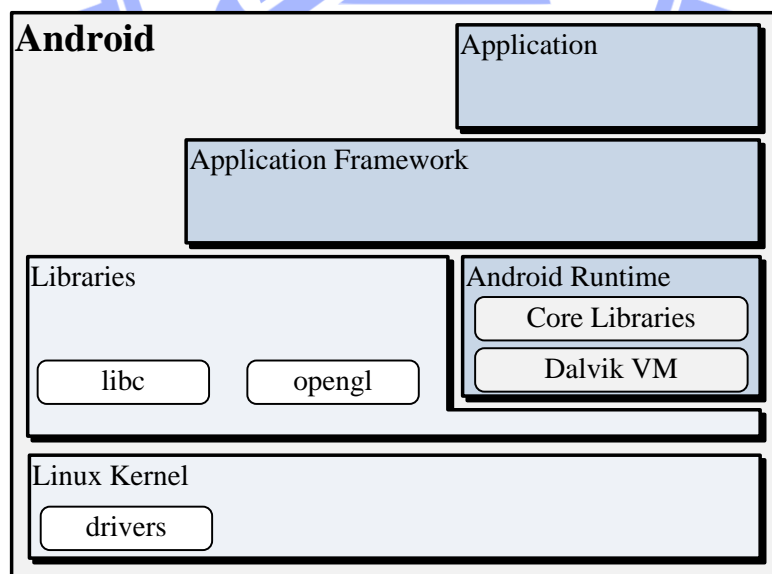 Android
Application
Application Framework
Libraries
Android Runtime
Core Libraries
Dalvik VM
libc
opengl
Linux Kernel
drivers